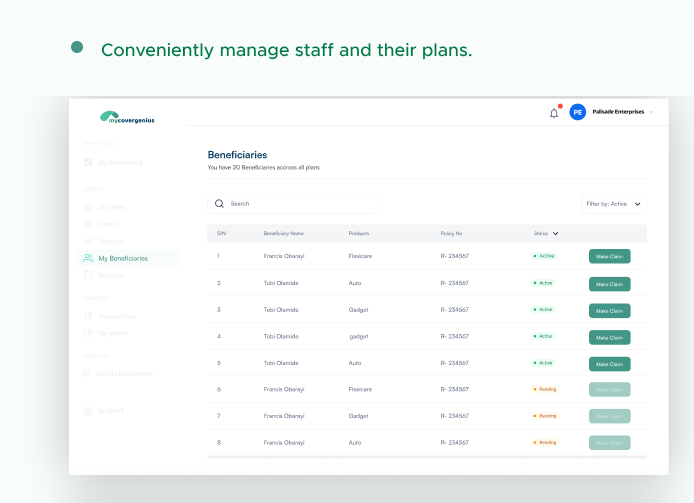 Conveniently manage staff and their plans.
mycovergenius
PE Palisade Enterprises
My Dashboard
Beneficiaries
You have 20 Beneficiaries accross all plans
Search
Filter by: Active
My Plans
Claims
S/N Beneficiary Name Products Policy No Status
Products
1 Francis Obarayi Flexicare R- 234567 Active Make Claim
My Beneficiaries
Referrals
2 Tobi Olamide Auto R- 234567 Active Make Claim
3 Tobi Olamide Gadget R- 234567 Active Make Claim
Transactions
My Wallet
4 Tobi Olamide gadget R- 234567 Active Make Claim
5 Tobi Olamide Auto R- 234567 Active Make Claim
Vehicle Documents
6 Francis Obarayi Flexicare R- 234567 Pending Make Claim
Support
7 Francis Obarayi Gadget R- 234567 Pending Make Claim
8. Francis Obarayi Auto R- 234567 Pending Make Claim